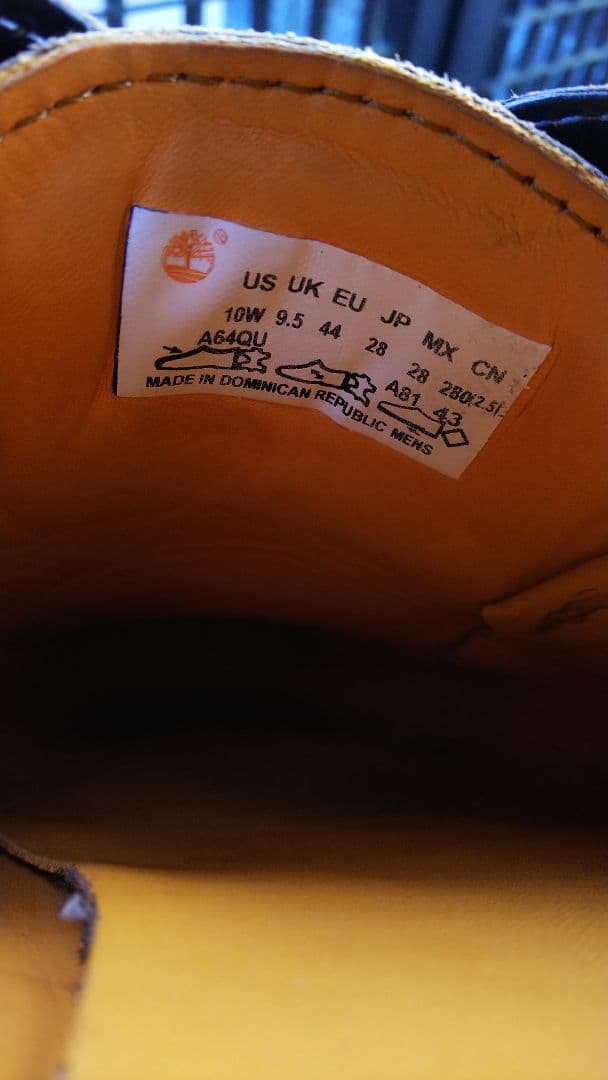 ®
US UK EU JP MX CN
10W 9.5 44 28 28 280(2.5)
A64QU A81 43
MADE IN DOMINICAN REPUBLIC MENS